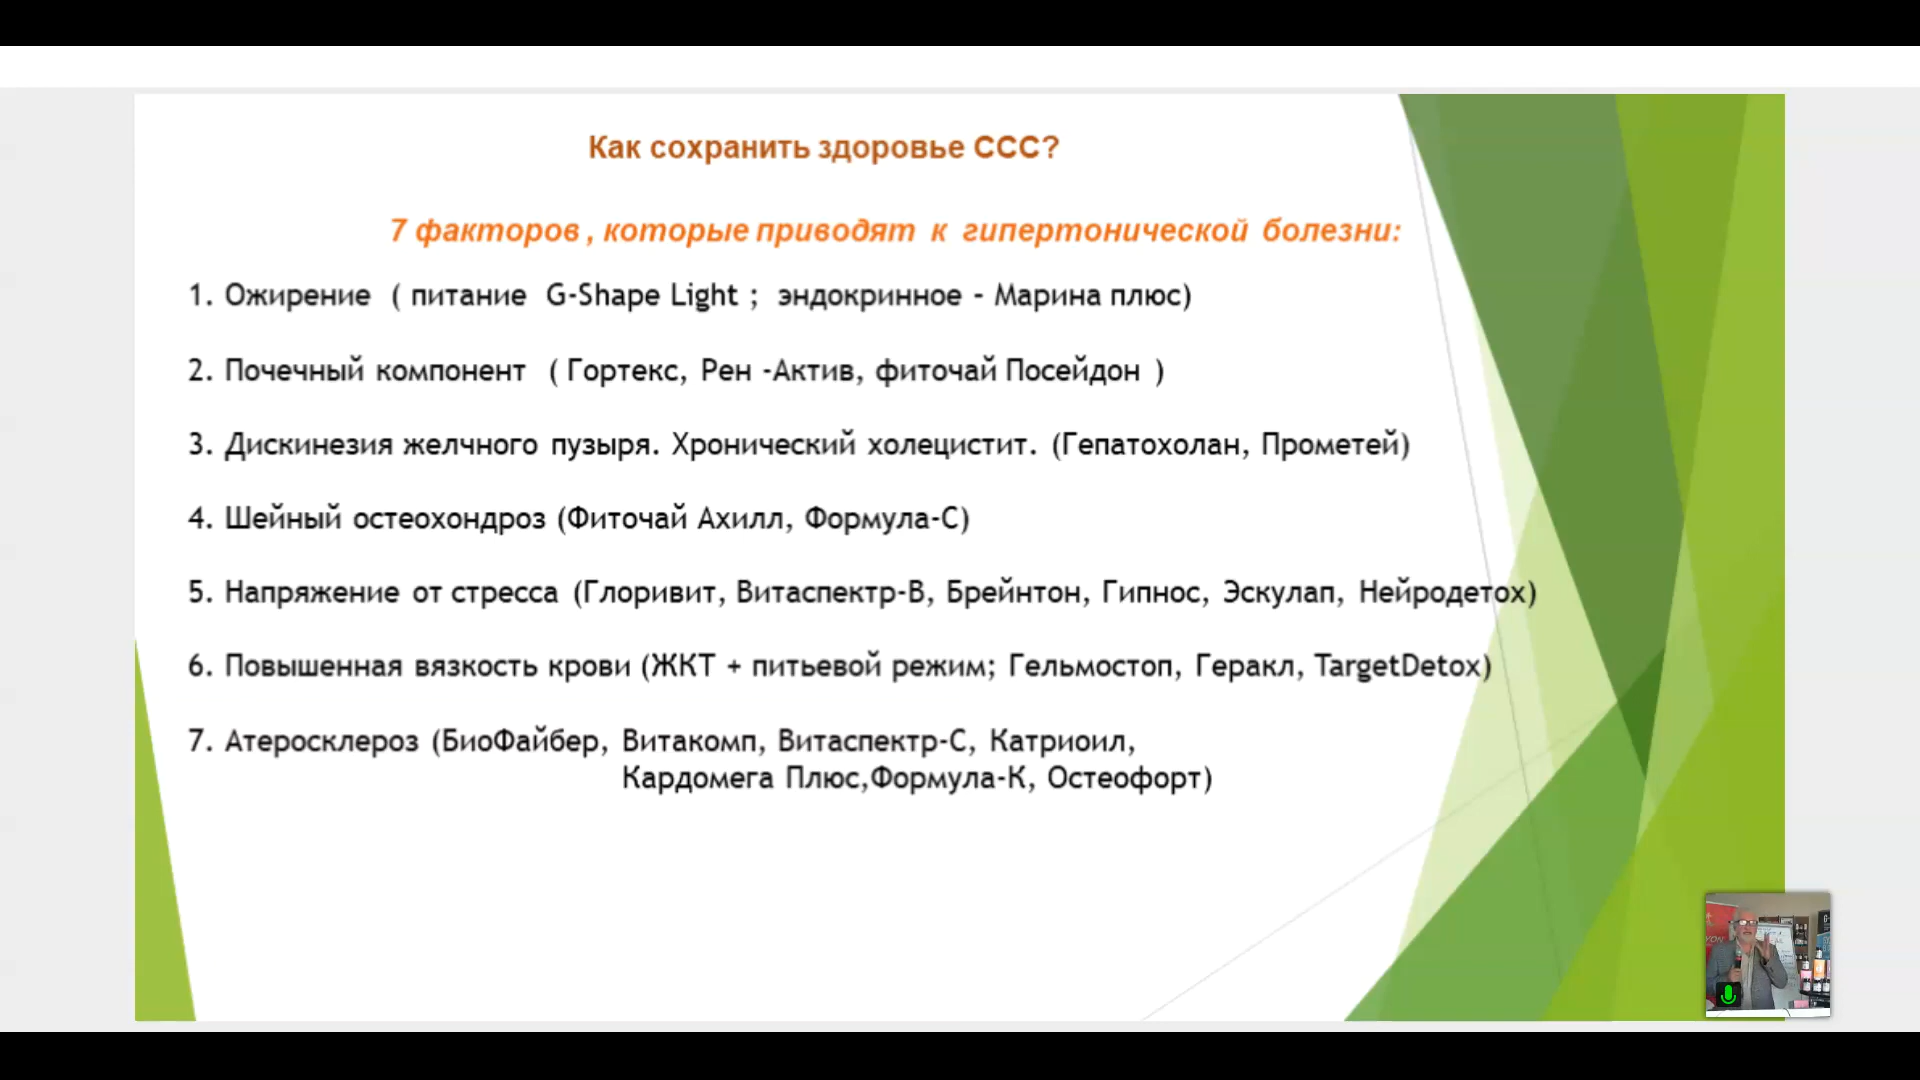 Как сохранить здоровье ССС?
7 факторов , которые приводят к гипертонической болезни:
1. Ожирение ( питание G-Shape Light ; эндокринное - Марина плюс)
2. Почечный компонент ( Гортекс, Рен -Актив, фиточай Посейдон )
3. Дискинезия желчного пузыря. Хронический холецистит. (Гепатохолан, Прометей)
4. Шейный остеохондроз (Фиточай Ахилл, Формула-С)
5. Напряжение от стресса (Глоривит, Витаспектр-В, Брейнтон, Гипнос, Эскулап, Нейродетох)
6. Повышенная вязкость крови (ЖКТ + питьевой режим; Гельмостоп, Геракл, TargetDetox)
7. Атеросклероз (БиоФайбер, Витакомп, Витаспектр-С, Катриоил,
Кардомега Плюс,Формула-К, Остеофорт)